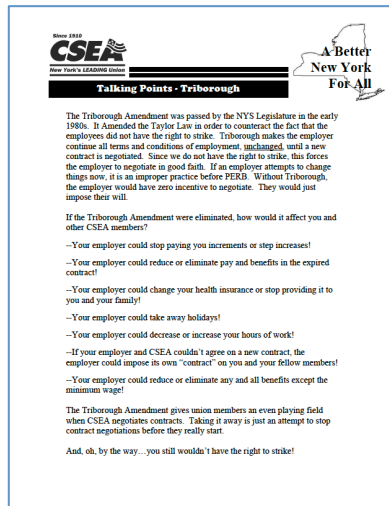 Since 1910
CSEA
New York's LEADING Union
A Better
New York
For All
Talking Points - Triborough
The Triborough Amendment was passed by the NYS Legislature in the early
1980s. It Amended the Taylor Law in order to counteract the fact that the
employees did not have the right to strike. Triborough makes the employer
continue all terms and conditions of employment, unchanged, until a new
contract is negotiated. Since we do not have the right to strike, this forces
the employer to negotiate in good faith. If an employer attempts to change
things now, it is an improper practice before PERB. Without Triborough,
the employer would have zero incentive to negotiate. They would just
impose their will.
If the Triborough Amendment were eliminated, how would it affect you and
other CSEA members?
--Your employer could stop paying you increments or step increases!
--Your employer could reduce or eliminate pay and benefits in the expired
contract!
--Your employer could change your health insurance or stop providing it to
you and your family!
--Your employer could take away holidays!
--Your employer could decrease or increase your hours of work!
--If your employer and CSEA couldn't agree on a new contract, the
employer could impose its own "contract" on you and your fellow members!
--Your employer could reduce or eliminate any and all benefits except the
minimum wage!
The Triborough Amendment gives union members an even playing field
when CSEA negotiates contracts. Taking it away is just an attempt to stop
contract negotiations before they really start.
And, oh, by the way…you still wouldn't have the right to strike!